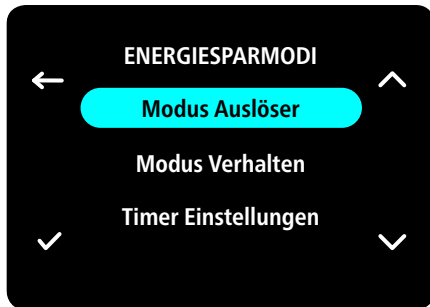 ENERGIESPARMODI
Modus Auslöser
Modus Verhalten
Timer Einstellungen